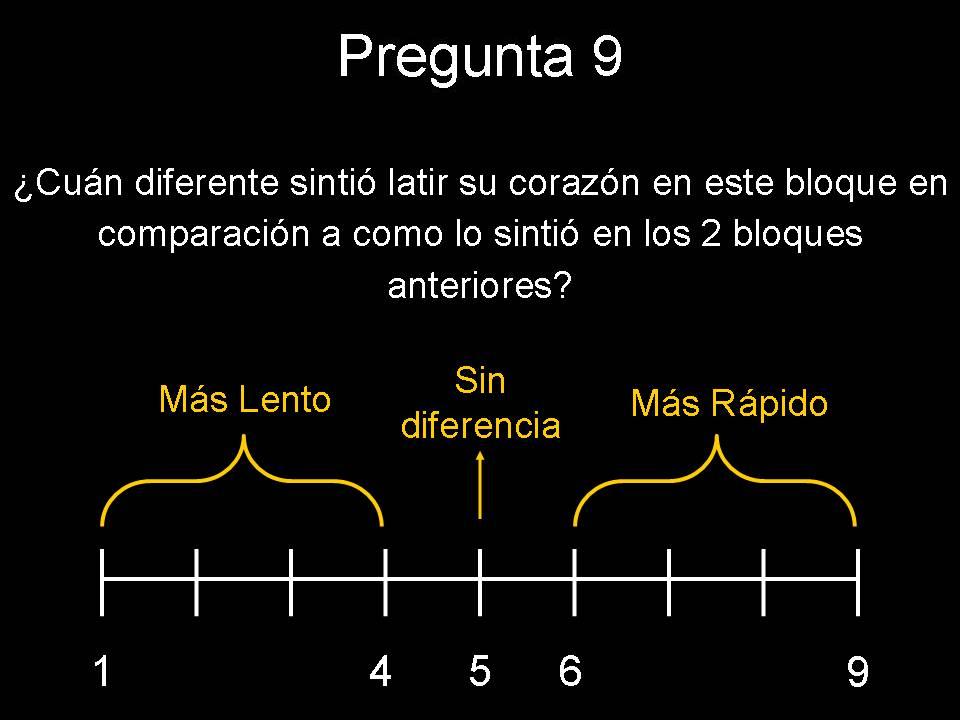 Pregunta 9
¿Cuán diferente sintió latir su corazón en este bloque en
comparación a como lo sintió en los 2 bloques
anteriores?
Más Lento
Sin
diferencia
Más Rápido
1 4 5 6 9